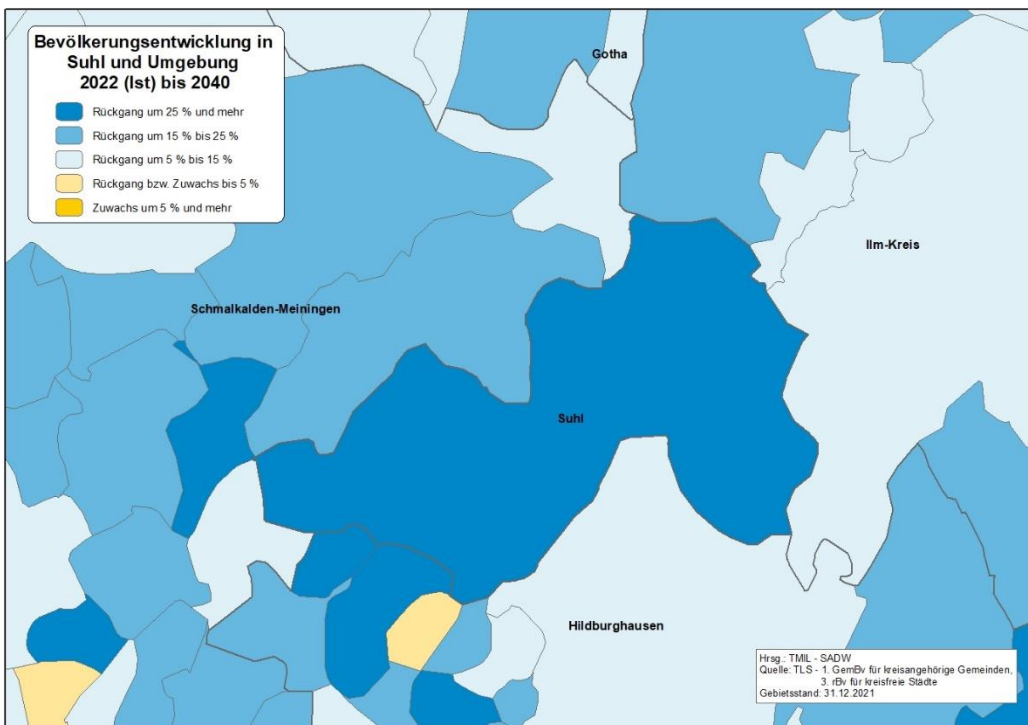 Bevölkerungsentwicklung in
Suhl und Umgebung
2022 (Ist) bis 2040
Rückgang um 25 % und mehr
Rückgang um 15 % bis 25 %
Rückgang um 5 % bis 15 %
Rückgang bzw. Zuwachs bis 5 %
Zuwachs um 5 % und mehr
Gotha
Ilm-Kreis
Schmalkalden-Meiningen
Suhl
Hildburghausen
Hrsg.: TMIL - SADW
Quelle: TLS - 1. GemBv für kreisangehörige Gemeinden,
3. rBv für kreisfreie Städte
Gebietsstand: 31.12.2021